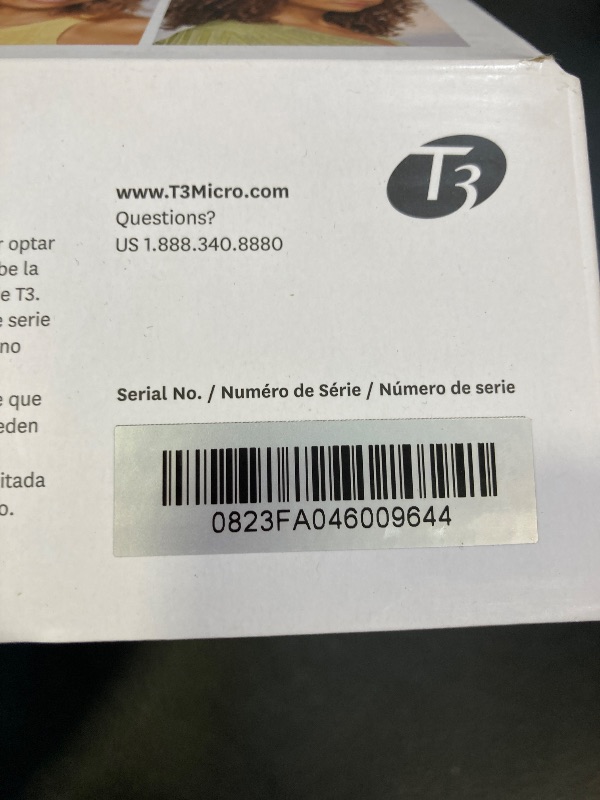 T3
www.T3Micro.com
Questions?
US 1.888.340.8880
r optar
be la
e T3.
e serie
no
e que
eden
itada
o.
Serial No. / Numéro de Série / Número de serie
0823FA046009644